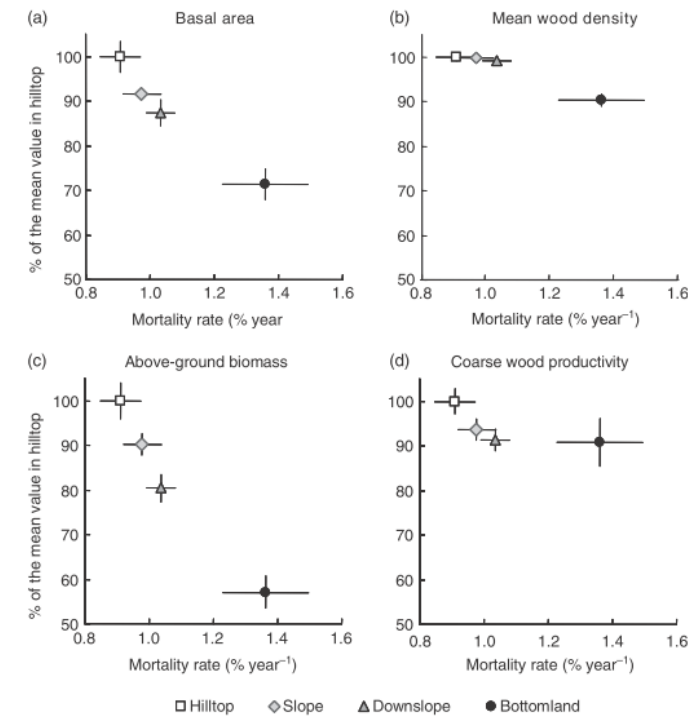 (a) Basal area
% of the mean value in hilltop
100
90
80
70
60
50
0.8 1.0 1.2 1.4 1.6
Mortality rate (% year
(b) Mean wood density
100
90
80
70
60
50
0.8 1.0 1.2 1.4 1.6
Mortality rate (% year⁻¹)
(c) Above-ground biomass
% of the mean value in hilltop
100
90
80
70
60
50
0.8 1.0 1.2 1.4 1.6
Mortality rate (% year⁻¹)
(d) Coarse wood productivity
100
90
80
70
60
50
0.8 1.0 1.2 1.4 1.6
Mortality rate (% year⁻¹)
Hilltop Slope Downslope Bottomland